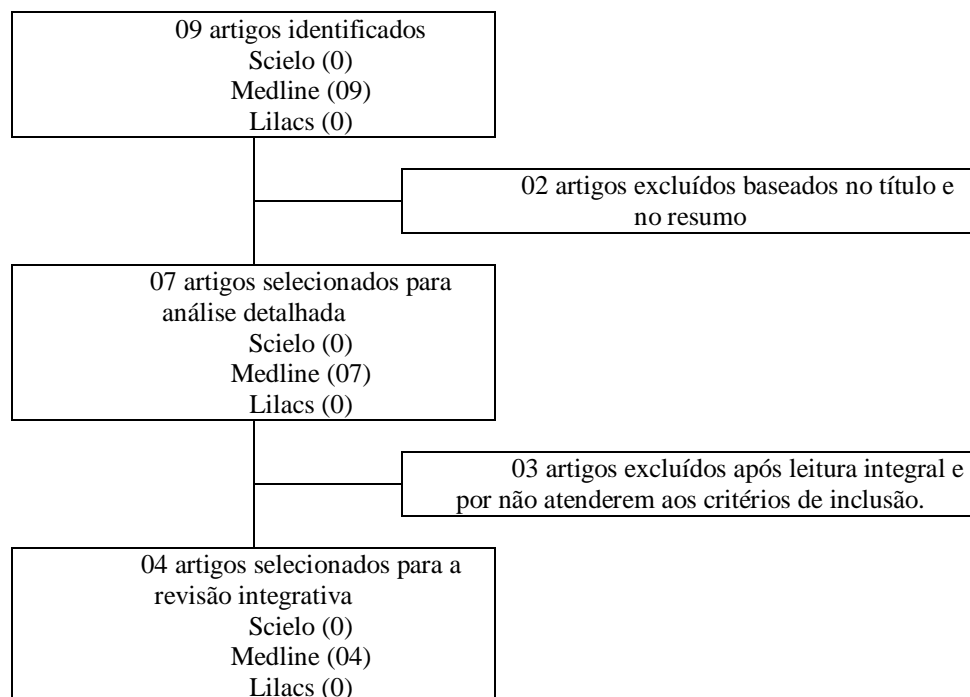 09 artigos identificados
Scielo (0)
Medline (09)
Lilacs (0)
02 artigos excluídos baseados no título e
no resumo
07 artigos selecionados para
análise detalhada
Scielo (0)
Medline (07)
Lilacs (0)
03 artigos excluídos após leitura integral e
por não atenderem aos critérios de inclusão.
04 artigos selecionados para a
revisão integrativa
Scielo (0)
Medline (04)
Lilacs (0)